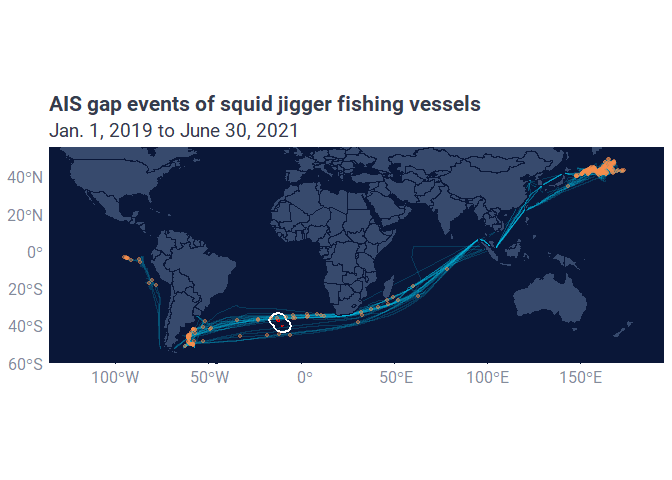 AIS gap events of squid jigger fishing vessels
Jan. 1, 2019 to June 30, 2021
40°N
20°N
0°
20°S
40°S
60°S
100°W
50°W
0°
50°E
100°E
150°E